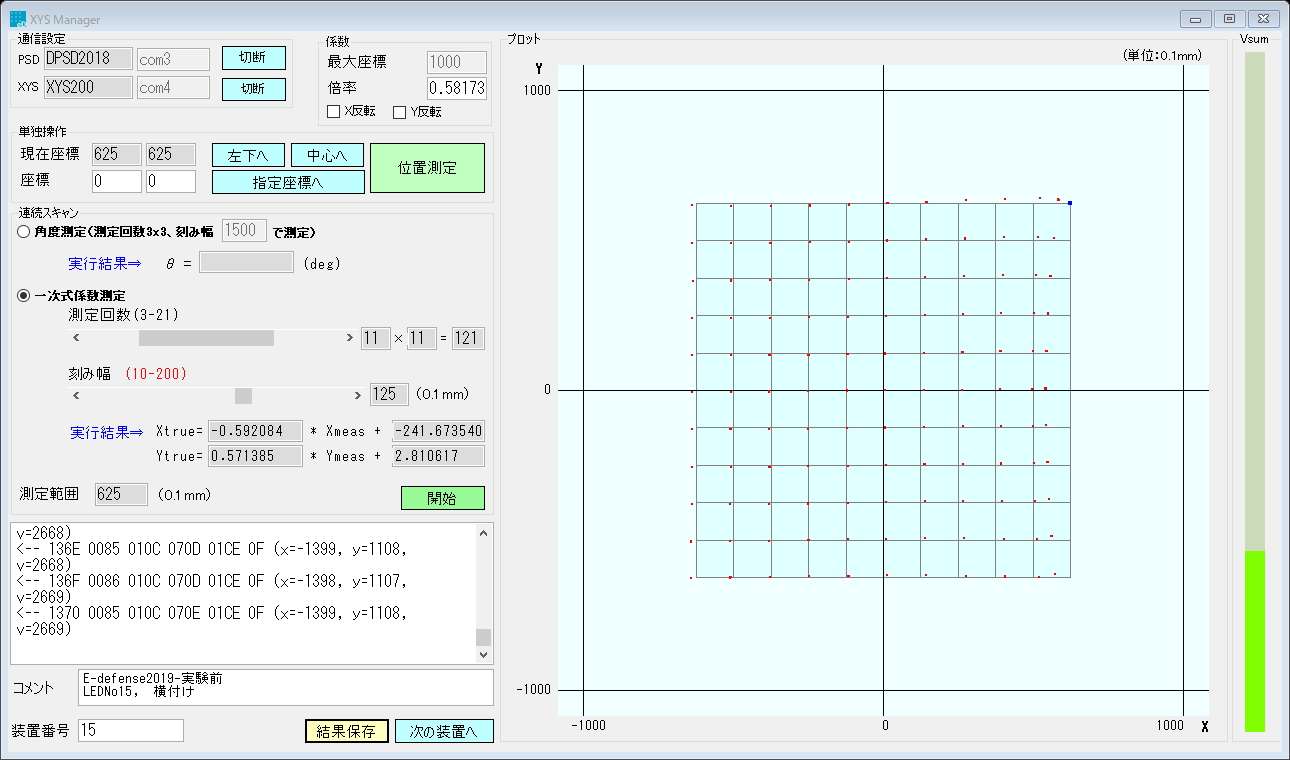 XYS Manager
通信設定
PSD DPSD2018 com3 切断
XYS XYS200 com4 切断
係数
最大座標 1000
倍率 0.58173
X反転 Y反転
単独操作
現在座標 625 625 左下へ 中心へ 位置測定
座標 0 0 指定座標へ
連続スキャン
角度測定(測定回数3x3、刻み幅 1500 で測定)
実行結果⇒ θ = (deg)
一次式係数測定
測定回数(3-21)
< > 11 × 11 = 121
刻み幅 (10-200)
< > 125 (0.1mm)
実行結果⇒ Xtrue= -0.592084 * Xmeas + -241.673540
Ytrue= 0.571385 * Ymeas + 2.810617
測定範囲 625 (0.1mm) 開始
v=2668)
<-- 136E 0085 010C 070D 01CE 0F (x=-1399, y=1108,
v=2668)
<-- 136F 0086 010C 070D 01CE 0F (x=-1398, y=1107,
v=2669)
<-- 1370 0085 010C 070E 01CE 0F (x=-1399, y=1108,
v=2669)
コメント
E-defense2019-実験前
LEDNo15, 横付け
装置番号 15 結果保存 次の装置へ
プロット
(単位:0.1mm)
Y
1000
0
-1000
-1000 0 1000 X
Vsum